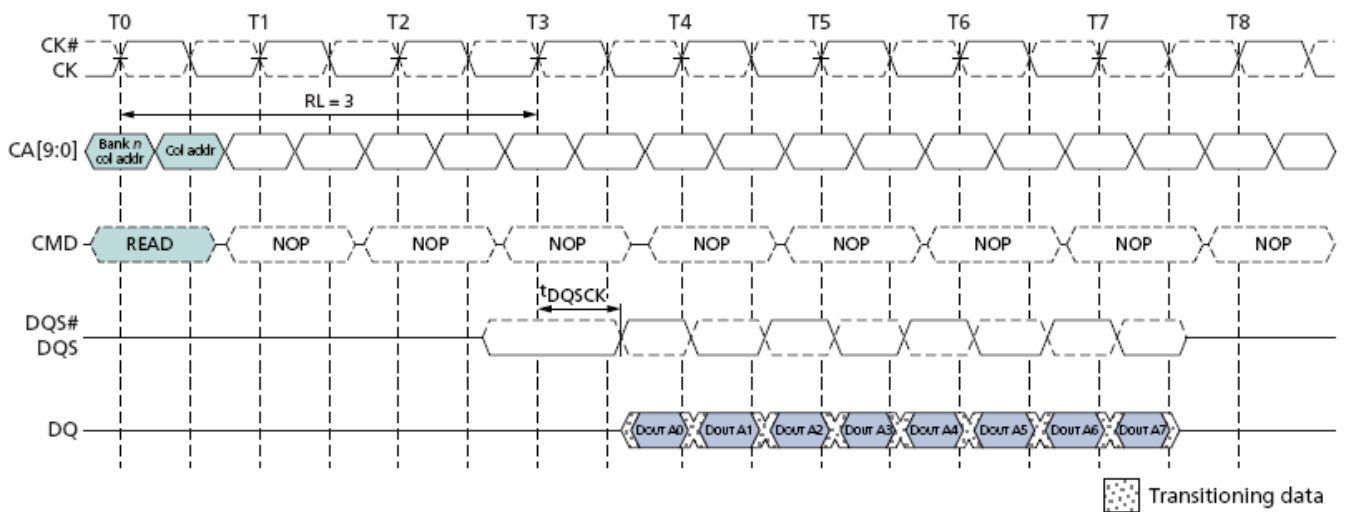 T0 T1 T2 T3 T4 T5 T6 T7 T8
CK#
CK
RL = 3
CA[9:0] Bank n col addr Col addr
CMD READ NOP NOP NOP NOP NOP NOP NOP NOP
tDQSCK
DQS#
DQS
DQ DOUT A0 DOUT A1 DOUT A2 DOUT A3 DOUT A4 DOUT A5 DOUT A6 DOUT A7
Transitioning data